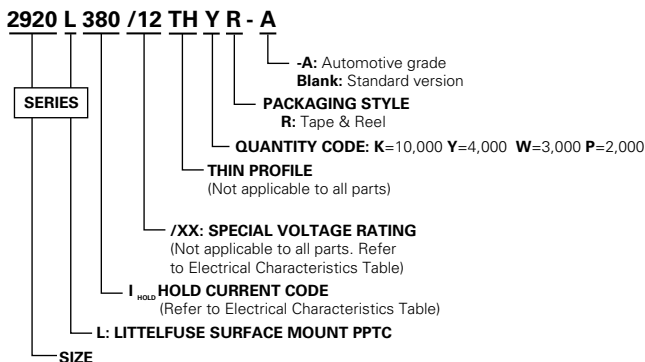 2920 L 380 /12 TH Y R - A
-A: Automotive grade
Blank: Standard version
SERIES
PACKAGING STYLE
R: Tape & Reel
QUANTITY CODE: K=10,000 Y=4,000 W=3,000 P=2,000
THIN PROFILE
(Not applicable to all parts)
/XX: SPECIAL VOLTAGE RATING
(Not applicable to all parts. Refer
to Electrical Characteristics Table)
I HOLD HOLD CURRENT CODE
(Refer to Electrical Characteristics Table)
L: LITTELFUSE SURFACE MOUNT PPTC
SIZE